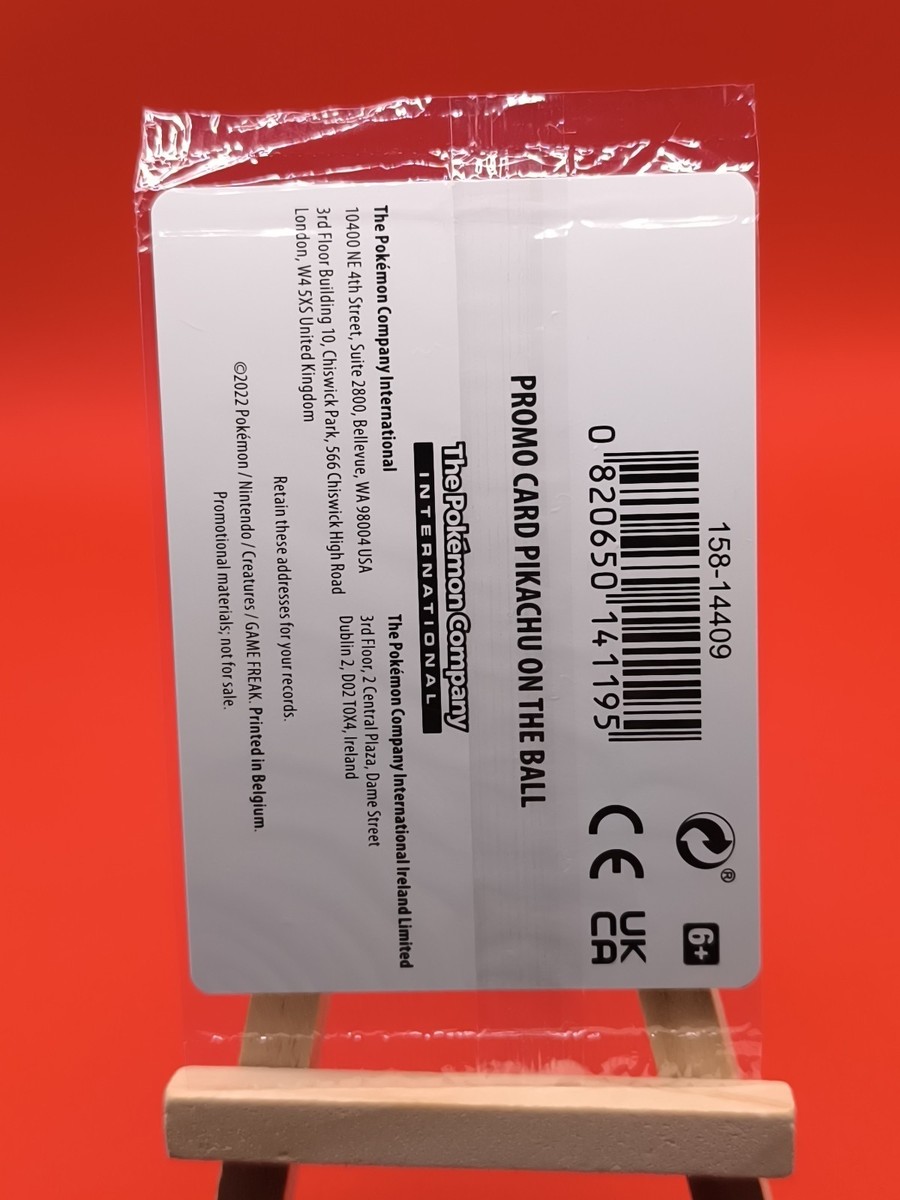 158-14409
0 820650 141195
6+
CE
UK
CA
PROMO CARD PIKACHU ON THE BALL
The Pokémon Company
INTERNATIONAL
The Pokémon Company International
10400 NE 4th Street, Suite 2800, Bellevue, WA 98004 USA
3rd Floor Building 10, Chiswick Park, 566 Chiswick High Road
London, W4 5XS United Kingdom
The Pokémon Company International Ireland Limited
3rd Floor, 2 Central Plaza, Dame Street
Dublin 2, D02 T0X4, Ireland
Retain these addresses for your records.
©2022 Pokémon / Nintendo / Creatures / GAME FREAK. Printed in Belgium.
Promotional materials; not for sale.